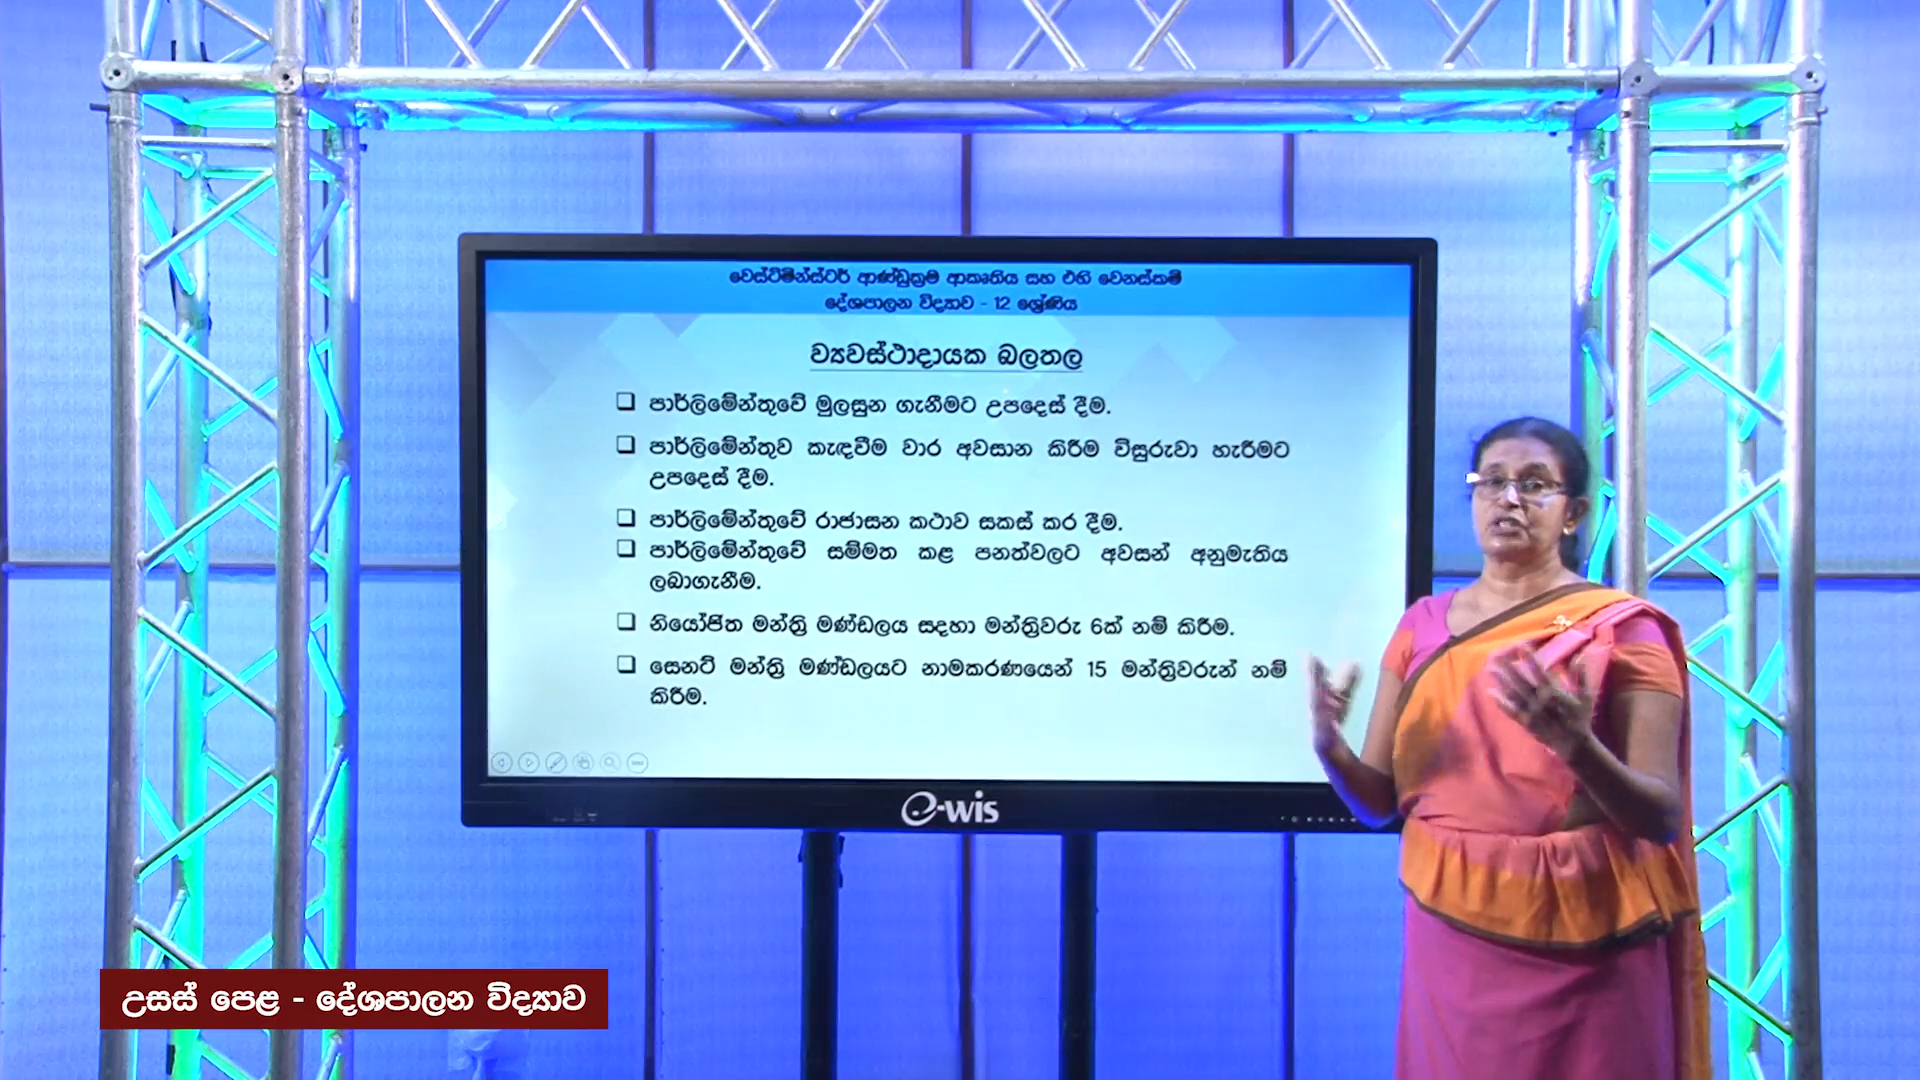 වෙස්ට්මින්ස්ටර් ආණ්ඩුක්‍රම ආකෘතිය සහ එහි වෙනස්කම්
දේශපාලන විද්‍යාව - 12 ශ්‍රේණිය
ව්‍යවස්ථාදායක බලතල
❑ පාර්ලිමේන්තුවේ මුලසුන ගැනීමට උපදෙස් දීම.
❑ පාර්ලිමේන්තුව කැඳවීම වාර අවසාන කිරීම විසුරුවා හැරීමට
උපදෙස් දීම.
❑ පාර්ලිමේන්තුවේ රාජාසන කථාව සකස් කර දීම.
❑ පාර්ලිමේන්තුවේ සම්මත කළ පනත්වලට අවසන් අනුමැතිය
ලබාගැනීම.
❑ නියෝජිත මන්ත්‍රි මණ්ඩලය සදහා මන්ත්‍රිවරු 6ක් නම් කිරීම.
❑ සෙනට් මන්ත්‍රි මණ්ඩලයට නාමකරණයෙන් 15 මන්ත්‍රිවරුන් නම්
කිරීම.
e-wis
උසස් පෙළ - දේශපාලන විද්‍යාව